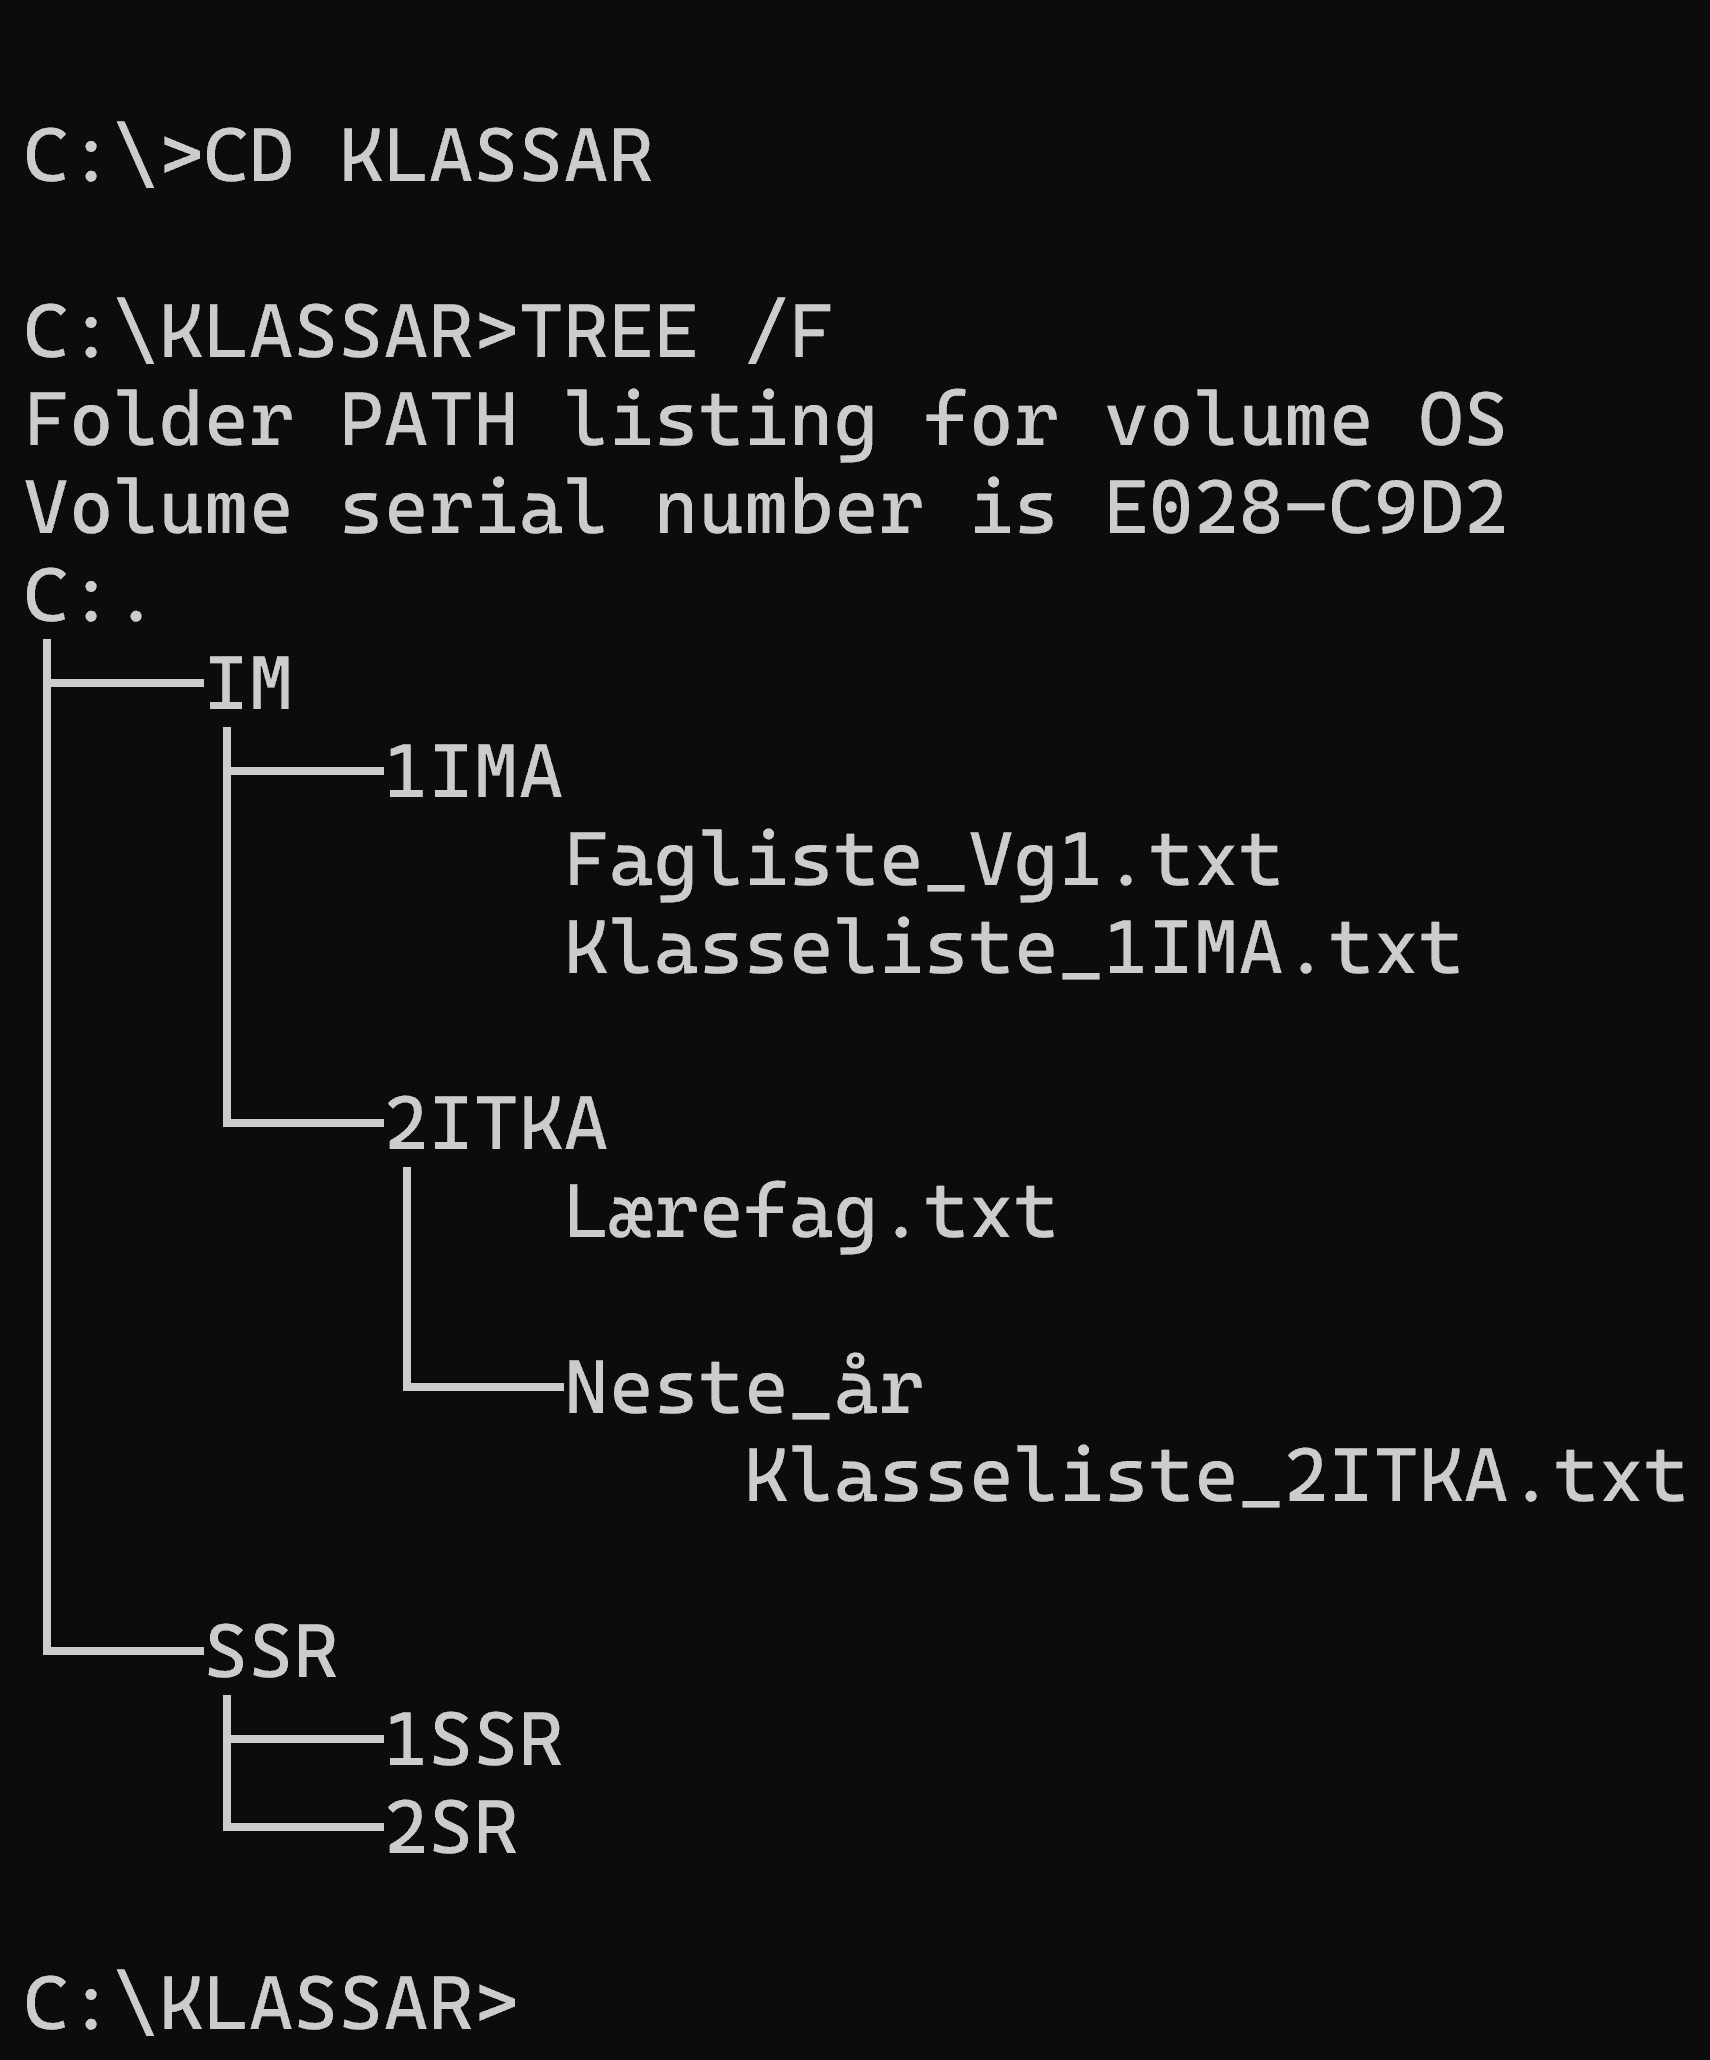 C:\>CD KLASSAR
C:\KLASSAR>TREE /F
Folder PATH listing for volume OS
Volume serial number is E028-C9D2
C:.
├───IM
│   ├───1IMA
│   │       Fagliste_Vg1.txt
│   │       Klasseliste_1IMA.txt
│   └───2ITKA
│       │   Lærefag.txt
│       └───Neste_år
│               Klasseliste_2ITKA.txt
└───SSR
    ├───1SSR
    └───2SR
C:\KLASSAR>